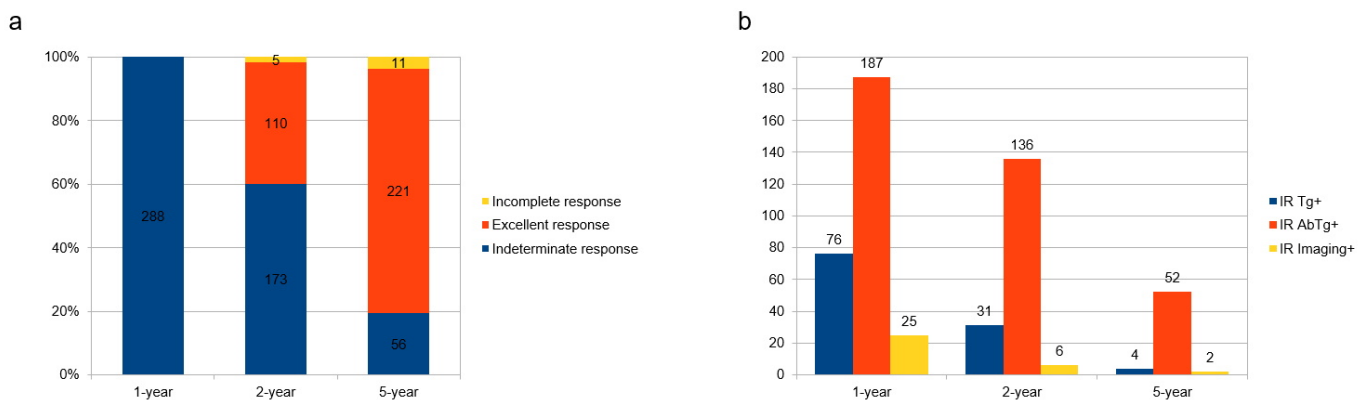 a
100%
80%
60%
40%
20%
0%
288
5
110
173
11
221
56
1-year
2-year
5-year
Incomplete response
Excellent response
Indeterminate response
b
200
180
160
140
120
100
80
60
40
20
0
76
187
25
31
136
6
4
52
2
1-year
2-year
5-year
IR Tg+
IR AbTg+
IR Imaging+